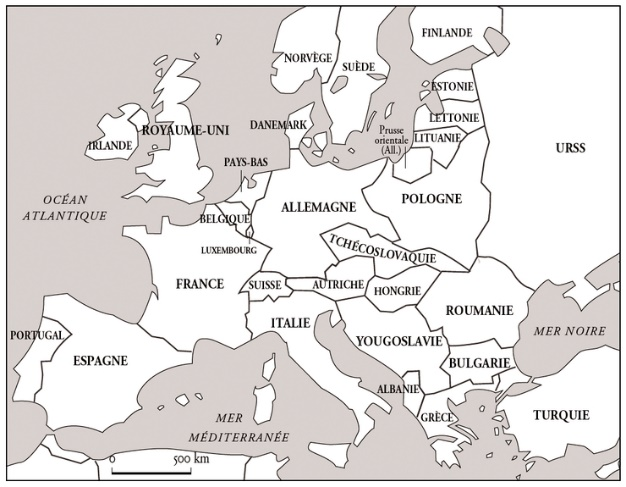 FINLANDE
NORVÈGE
SUÈDE
ESTONIE
LETTONIE
LITUANIE
DANEMARK
Prusse
orientale
(All.)
ROYAUME-UNI
IRLANDE
URSS
PAYS-BAS
OCÉAN
ATLANTIQUE
ALLEMAGNE
POLOGNE
BELGIQUE
LUXEMBOURG
TCHÉCOSLOVAQUIE
FRANCE
SUISSE
AUTRICHE
HONGRIE
ROUMANIE
ITALIE
MER NOIRE
PORTUGAL
YOUGOSLAVIE
ESPAGNE
BULGARIE
ALBANIE
GRÈCE
TURQUIE
MER
MÉDITERRANÉE
0 500 km